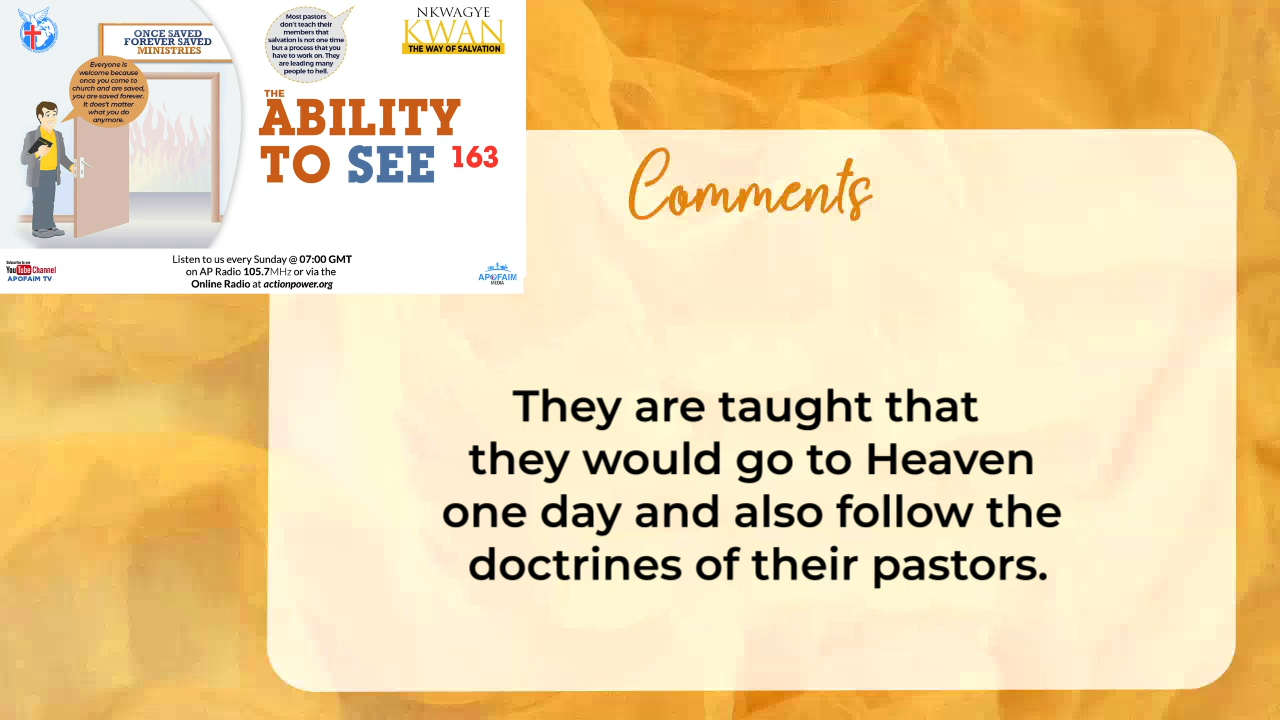 ONCE SAVED
FOREVER SAVED
MINISTRIES
Everyone is
welcome because
once you come to
church and are saved,
you are saved forever.
It does't matter
what you do
anymore.
Most pastors
don't teach their
members that
salvation is not one time
but a process that you
have to work on. They
are leading many
people to hell.
NKWAGYE
KWAN
THE WAY OF SALVATION
THE
ABILITY
TO SEE 163
Listen to us every Sunday @ 07:00 GMT
on AP Radio 105.7MHz or via the
Online Radio at actionpower.org
Subscribe to our
YouTube Channel
APOFAIM TV
APOFAIM
MEDIA
Comments
They are taught that
they would go to Heaven
one day and also follow the
doctrines of their pastors.